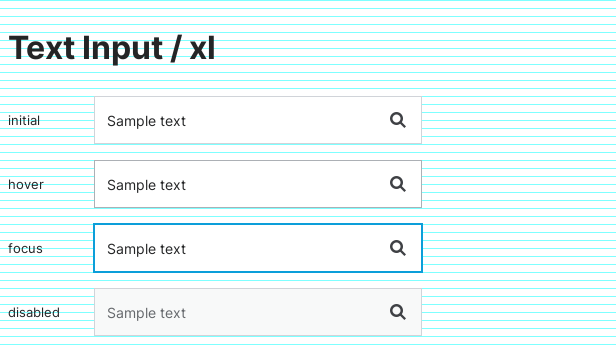 Text Input / xl
initial
Sample text
hover
Sample text
focus
Sample text
disabled
Sample text